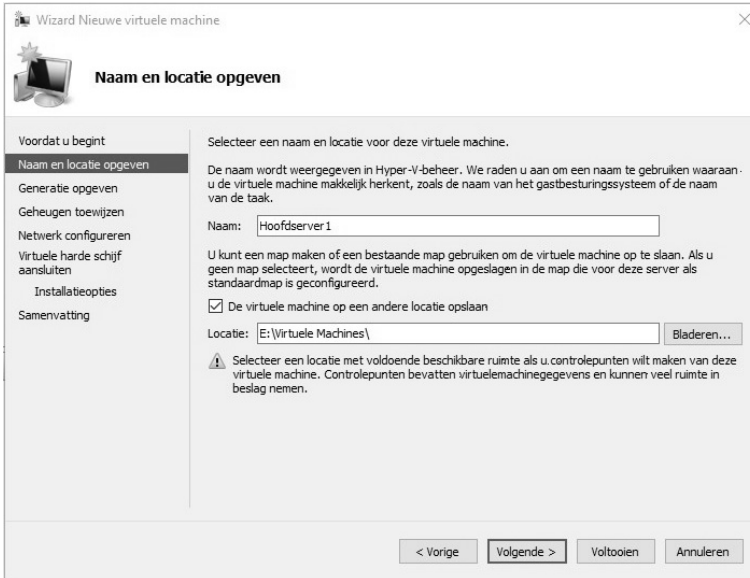 Wizard Nieuwe virtuele machine
Naam en locatie opgeven
Voordat u begint
Naam en locatie opgeven
Generatie opgeven
Geheugen toewijzen
Netwerk configureren
Virtuele harde schijf
aansluiten
Installatieopties
Samenvatting
Selecteer een naam en locatie voor deze virtuele machine.
De naam wordt weergegeven in Hyper-V-beheer. We raden u aan om een naam te gebruiken waaraan
u de virtuele machine makkelijk herkent, zoals de naam van het gastbesturingssysteem of de naam
van de taak.
Naam: Hoofdserver1
U kunt een map maken of een bestaande map gebruiken om de virtuele machine op te slaan. Als u
geen map selecteert, wordt de virtuele machine opgeslagen in de map die voor deze server als
standaardmap is geconfigureerd.
De virtuele machine op een andere locatie opslaan
Locatie: E:\Virtuele Machines\ Bladeren...
Selecteer een locatie met voldoende beschikbare ruimte als u controlepunten wilt maken van deze
virtuele machine. Controlepunten bevatten virtuelemachinegegevens en kunnen veel ruimte in
beslag nemen.
< Vorige Volgende > Voltooien Annuleren